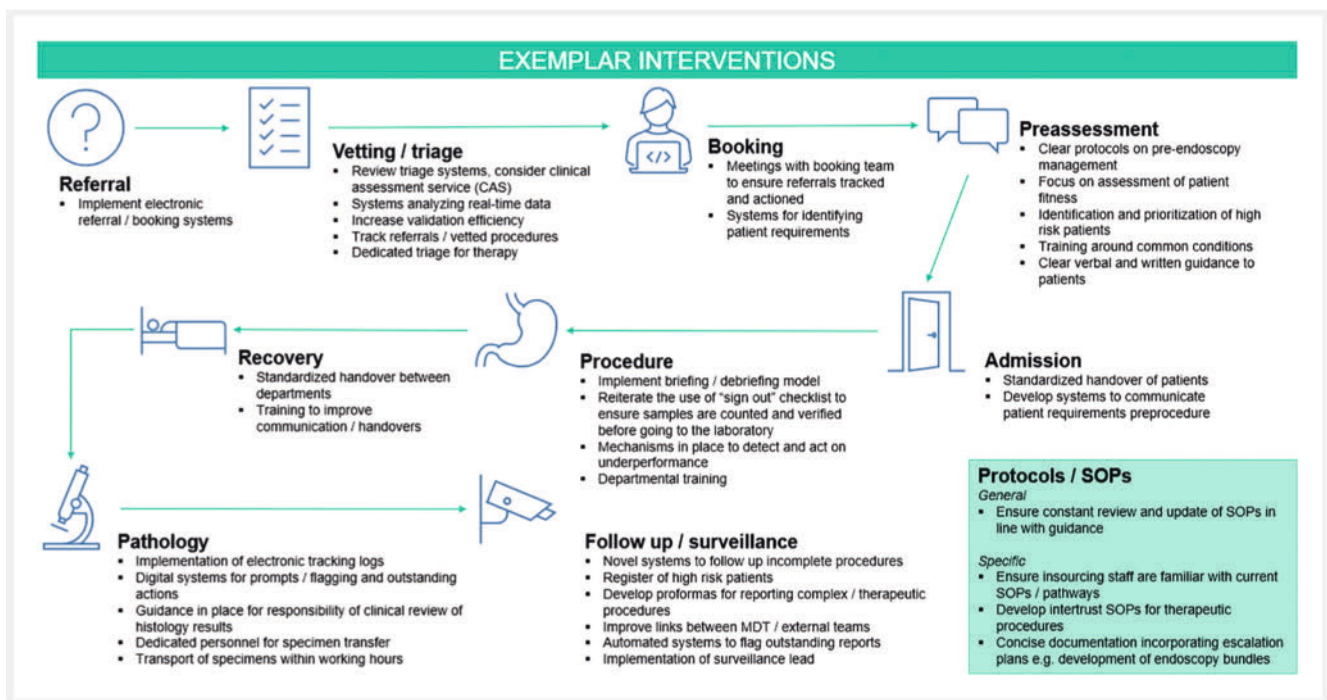 EXEMPLAR INTERVENTIONS
Referral
▪ Implement electronic
referral / booking systems
Vetting / triage
▪ Review triage systems, consider clinical
assessment service (CAS)
▪ Systems analyzing real-time data
▪ Increase validation efficiency
▪ Track referrals / vetted procedures
▪ Dedicated triage for therapy
</>
Booking
▪ Meetings with booking team
to ensure referrals tracked
and actioned
▪ Systems for identifying
patient requirements
Preassessment
▪ Clear protocols on pre-endoscopy
management
▪ Focus on assessment of patient
fitness
▪ Identification and prioritization of high
risk patients
▪ Training around common conditions
▪ Clear verbal and written guidance to
patients
Admission
▪ Standardized handover of patients
▪ Develop systems to communicate
patient requirements preprocedure
Procedure
▪ Implement briefing / debriefing model
▪ Reiterate the use of “sign out” checklist to
ensure samples are counted and verified
before going to the laboratory
▪ Mechanisms in place to detect and act on
underperformance
▪ Departmental training
Recovery
▪ Standardized handover between
departments
▪ Training to improve
communication / handovers
Pathology
▪ Implementation of electronic tracking logs
▪ Digital systems for prompts / flagging and outstanding
actions
▪ Guidance in place for responsibility of clinical review of
histology results
▪ Dedicated personnel for specimen transfer
▪ Transport of specimens within working hours
Follow up / surveillance
▪ Novel systems to follow up incomplete procedures
▪ Register of high risk patients
▪ Develop proformas for reporting complex / therapeutic
procedures
▪ Improve links between MDT / external teams
▪ Automated systems to flag outstanding reports
▪ Implementation of surveillance lead
Protocols / SOPs
General
▪ Ensure constant review and update of SOPs in
line with guidance
Specific
▪ Ensure insourcing staff are familiar with current
SOPs / pathways
▪ Develop intertrust SOPs for therapeutic
procedures
▪ Concise documentation incorporating escalation
plans e.g. development of endoscopy bundles